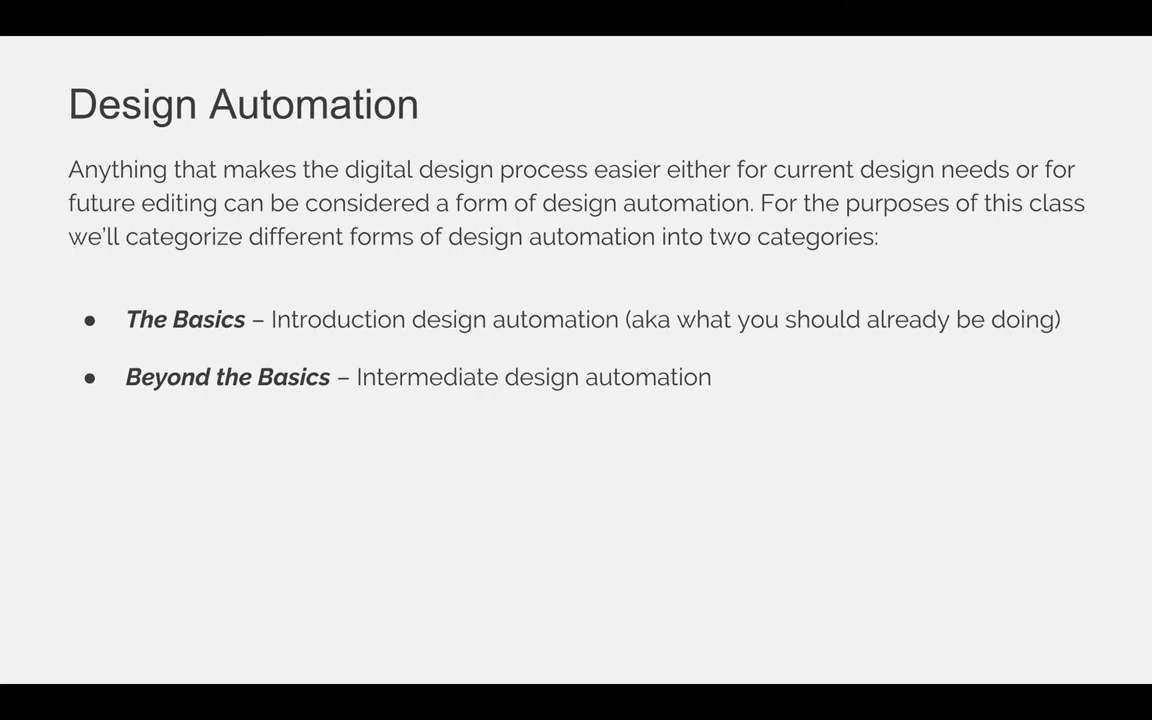 Design Automation
Anything that makes the digital design process easier either for current design needs or for
future editing can be considered a form of design automation. For the purposes of this class
we’ll categorize different forms of design automation into two categories:
● The Basics – Introduction design automation (aka what you should already be doing)
● Beyond the Basics – Intermediate design automation